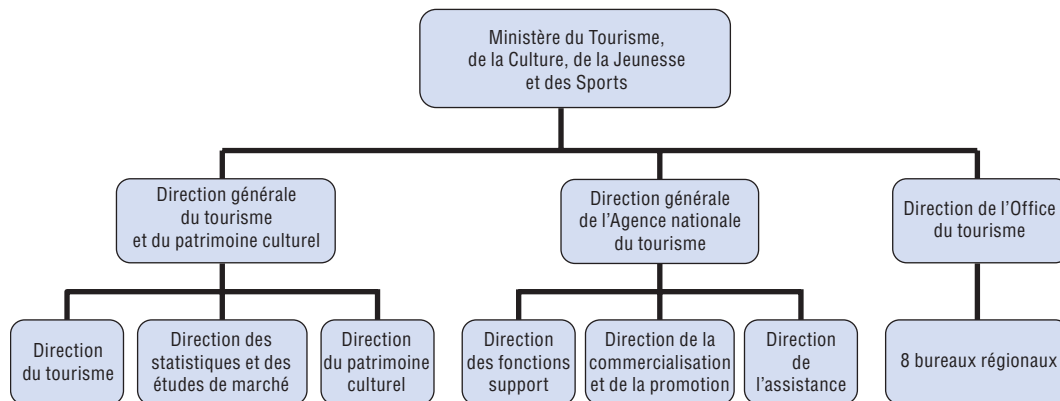 Ministère du Tourisme,
de la Culture, de la Jeunesse
et des Sports
Direction générale
du tourisme
et du patrimoine culturel
Direction générale
de l'Agence nationale
du tourisme
Direction de l'Office
du tourisme
Direction
du tourisme
Direction des
statistiques et des
études de marché
Direction
du patrimoine
culturel
Direction
des fonctions
support
Direction de la
commercialisation
et de la promotion
Direction
de
l'assistance
8 bureaux régionaux